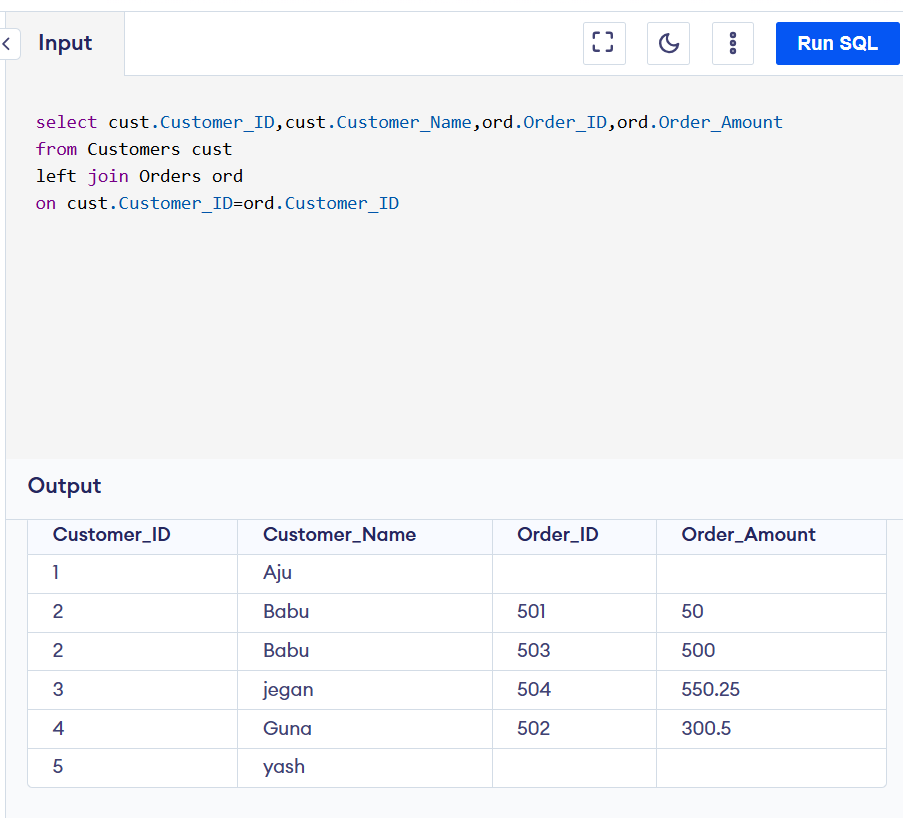 Input
Run SQL
select cust.Customer_ID,cust.Customer_Name,ord.Order_ID,ord.Order_Amount
from Customers cust
left join Orders ord
on cust.Customer_ID=ord.Customer_ID
Output
Customer_ID Customer_Name Order_ID Order_Amount
1 Aju
2 Babu 501 50
2 Babu 503 500
3 jegan 504 550.25
4 Guna 502 300.5
5 yash